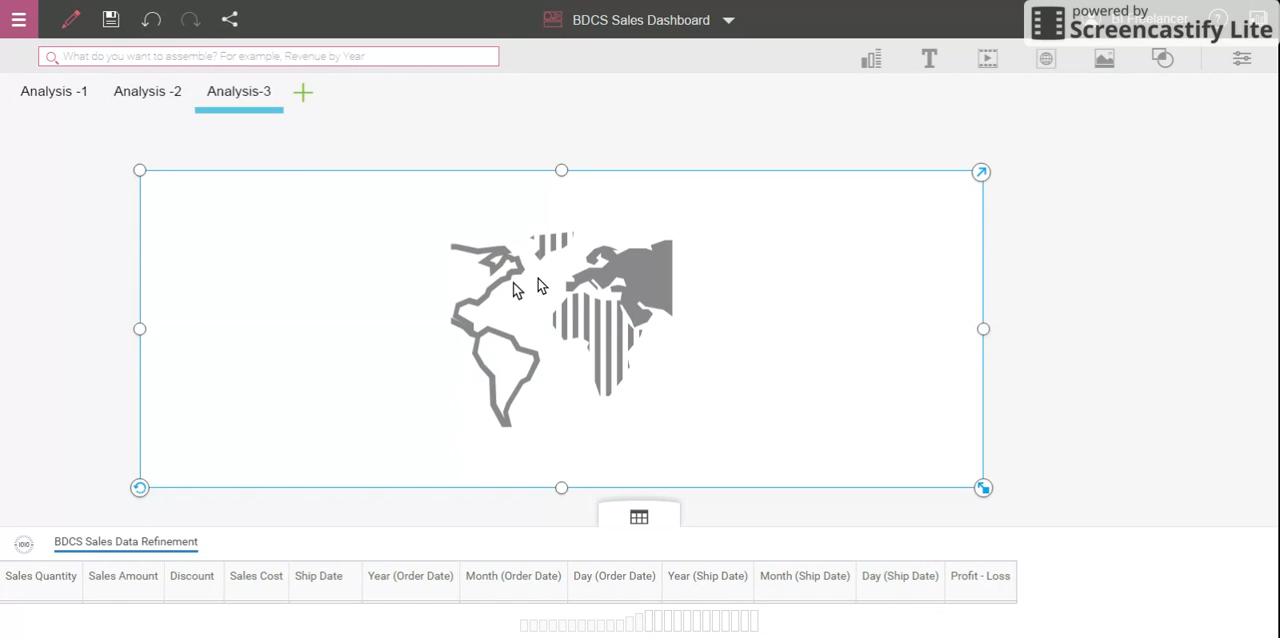 BDCS Sales Dashboard
powered by
Screencastify Lite
What do you want to assemble? For example, Revenue by Year
Analysis -1 Analysis -2 Analysis-3
BDCS Sales Data Refinement
Sales Quantity Sales Amount Discount Sales Cost Ship Date Year (Order Date) Month (Order Date) Day (Order Date) Year (Ship Date) Month (Ship Date) Day (Ship Date) Profit - Loss